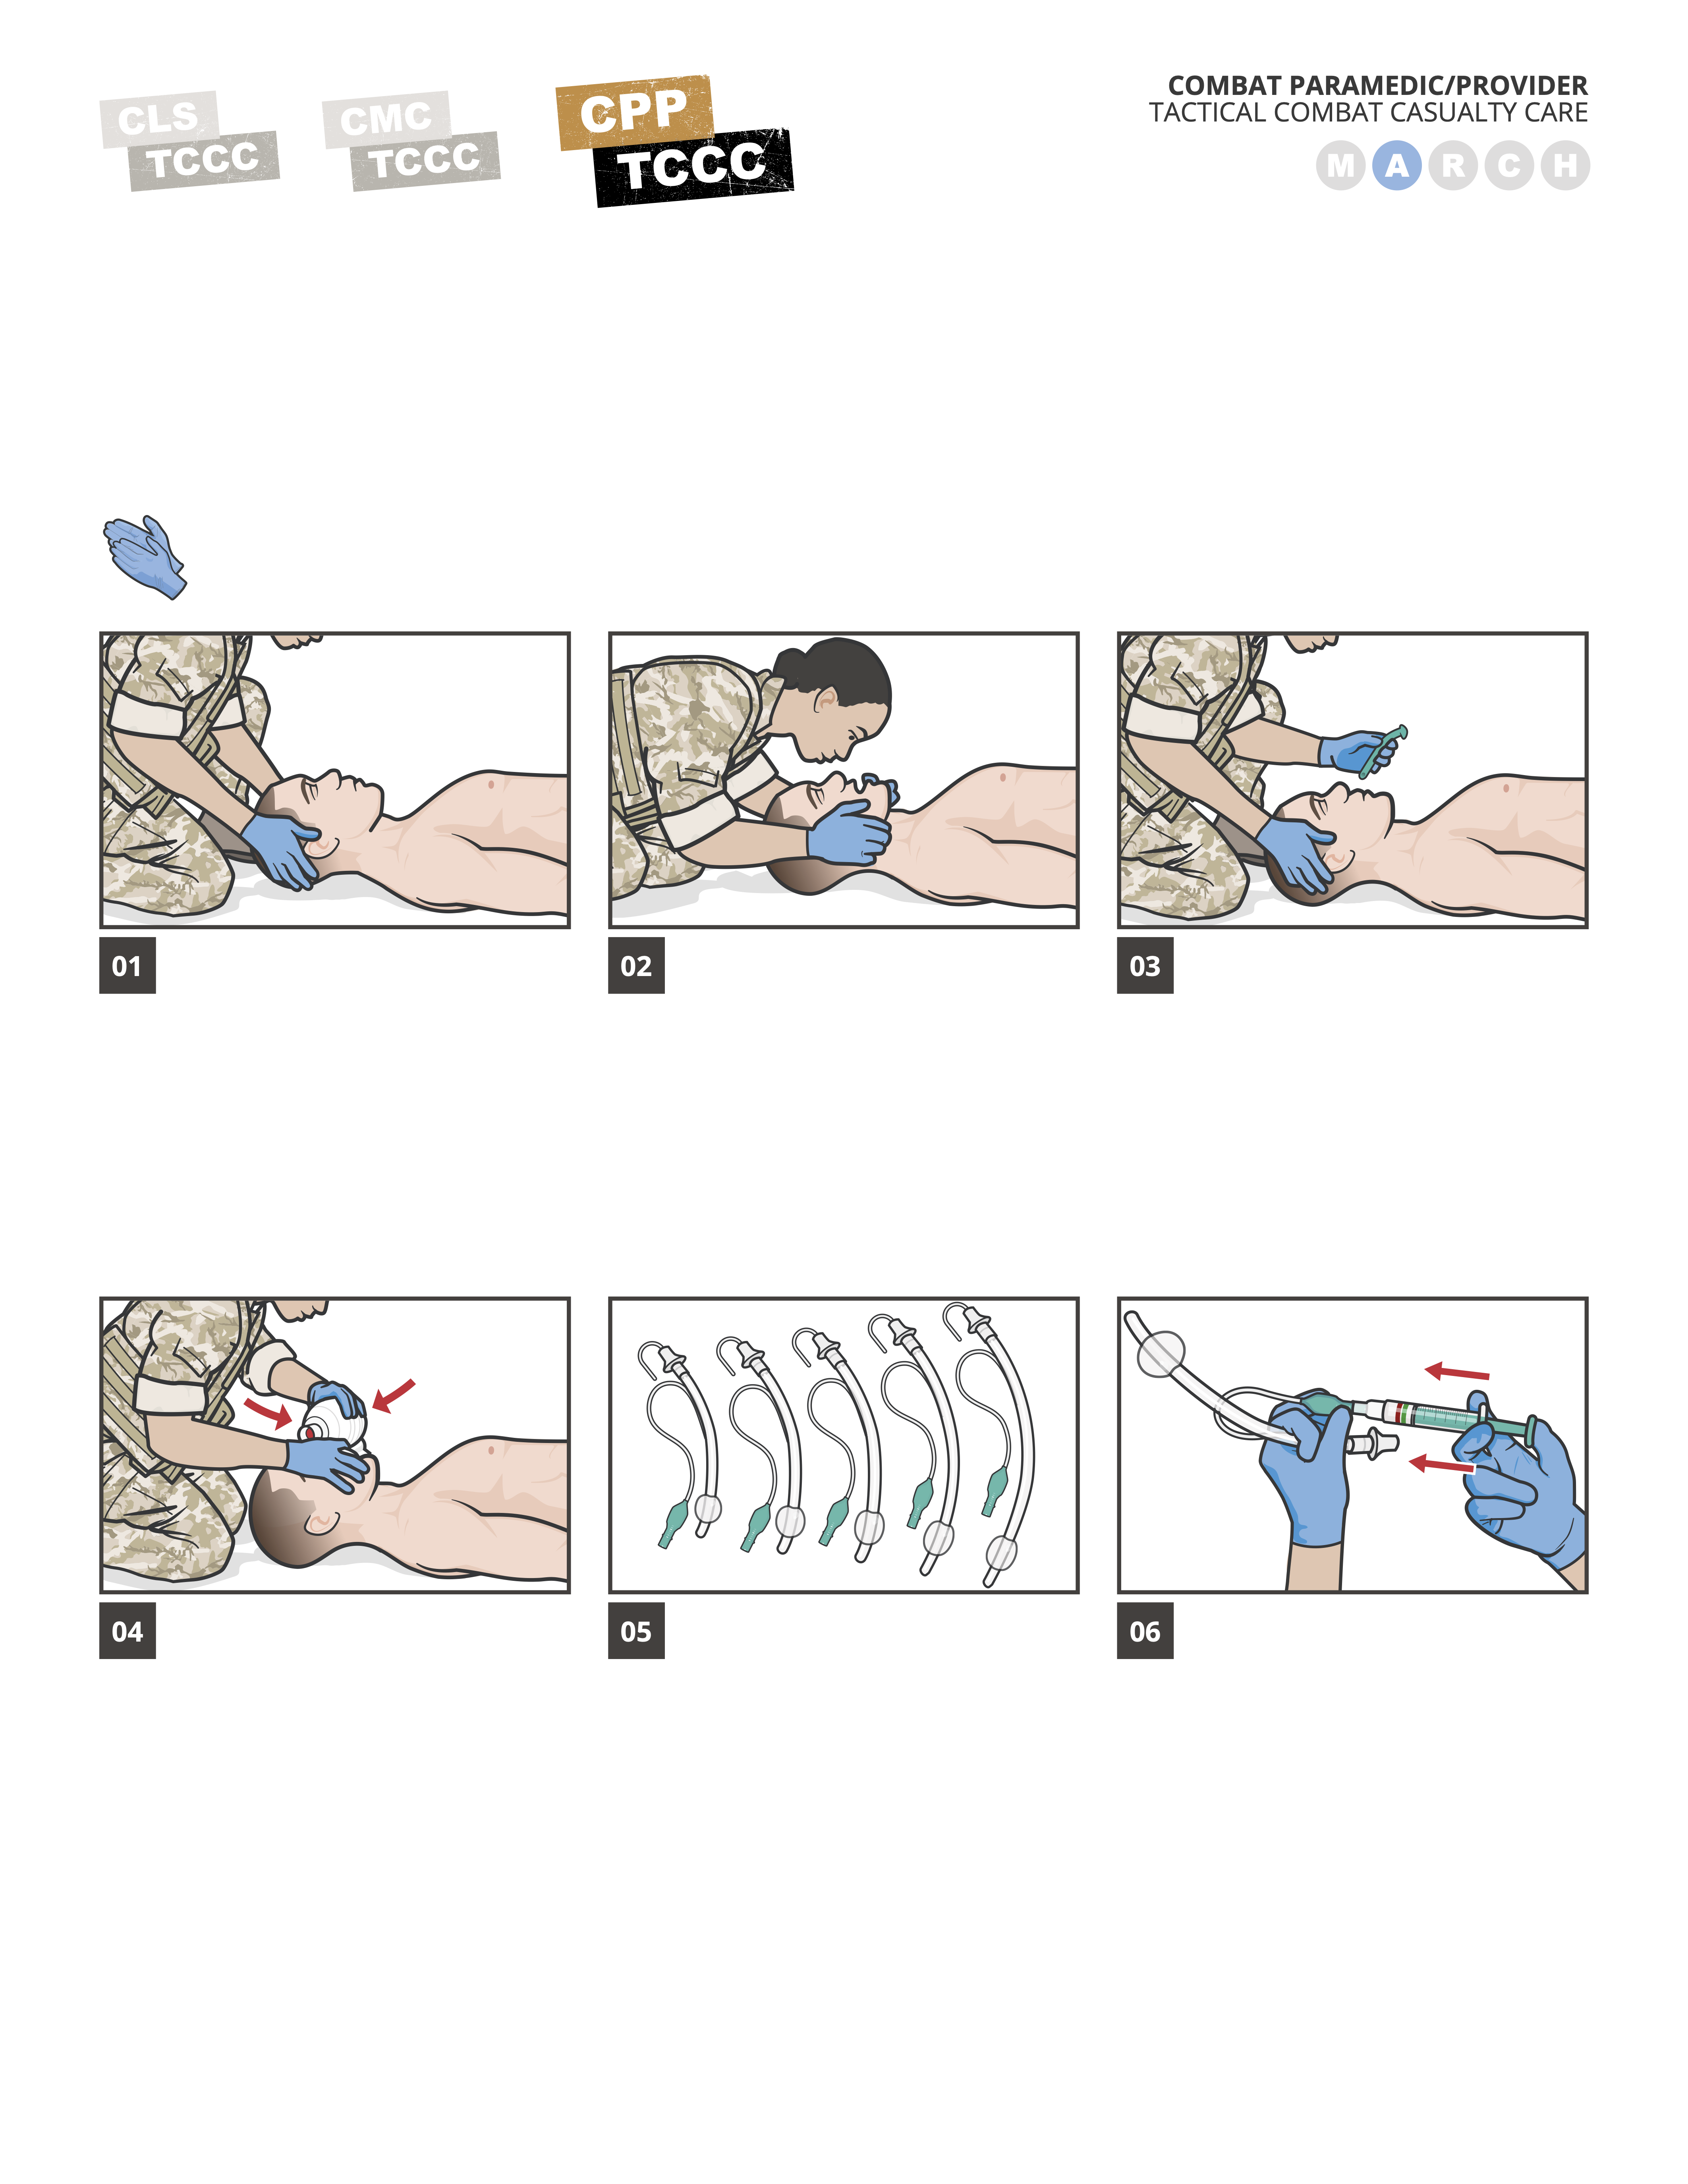 CLS
TCCC
CMC
TCCC
CPP
TCCC
COMBAT PARAMEDIC/PROVIDER
TACTICAL COMBAT CASUALTY CARE
M A R C H
01
02
03
04
05
06